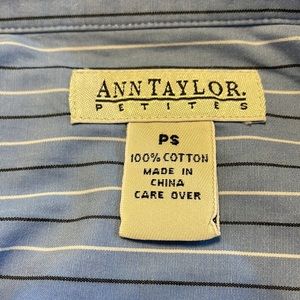 ANN TAYLOR.
PETITES
PS
100% COTTON
MADE IN
CHINA
CARE OVER